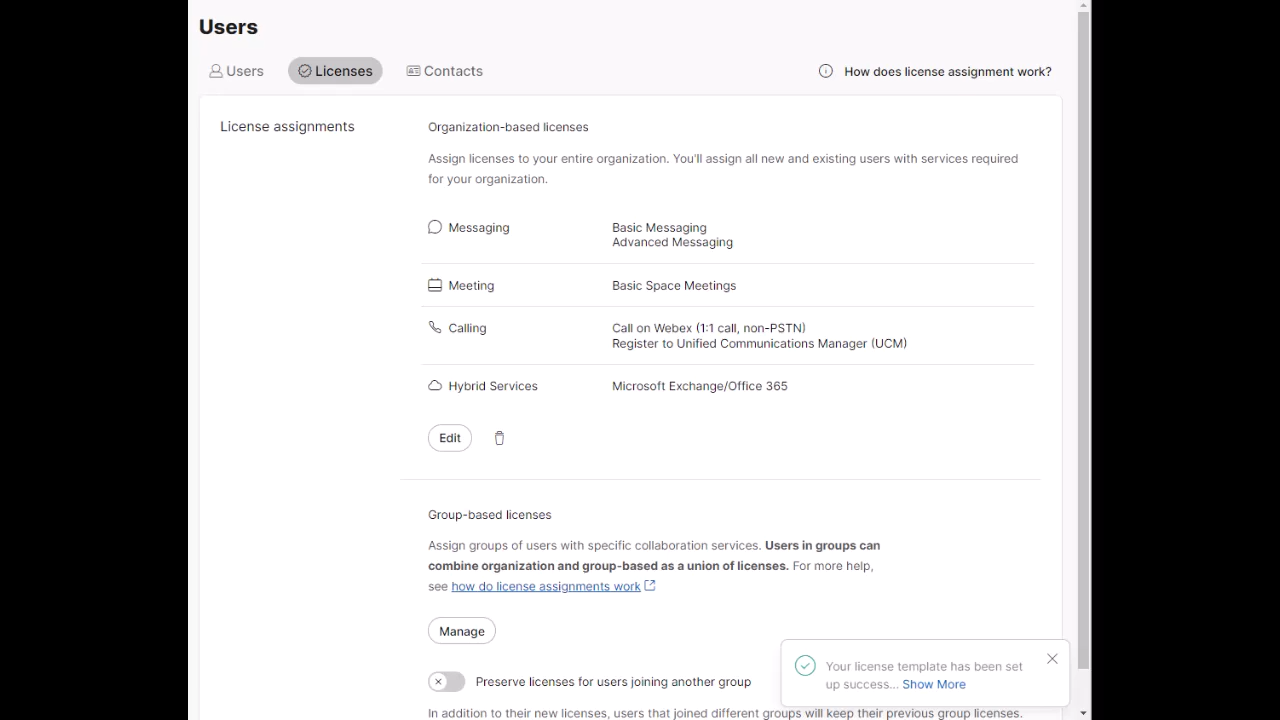 Users
Users
Licenses
Contacts
How does license assignment work?
License assignments
Organization-based licenses
Assign licenses to your entire organization. You'll assign all new and existing users with services required
for your organization.
Messaging
Basic Messaging
Advanced Messaging
Meeting
Basic Space Meetings
Calling
Call on Webex (1:1 call, non-PSTN)
Register to Unified Communications Manager (UCM)
Hybrid Services
Microsoft Exchange/Office 365
Edit
Group-based licenses
Assign groups of users with specific collaboration services. Users in groups can
combine organization and group-based as a union of licenses. For more help,
see how do license assignments work
Manage
Preserve licenses for users joining another group
In addition to their new licenses, users that joined different groups will keep their previous group licenses.
Your license template has been set
up success... Show More